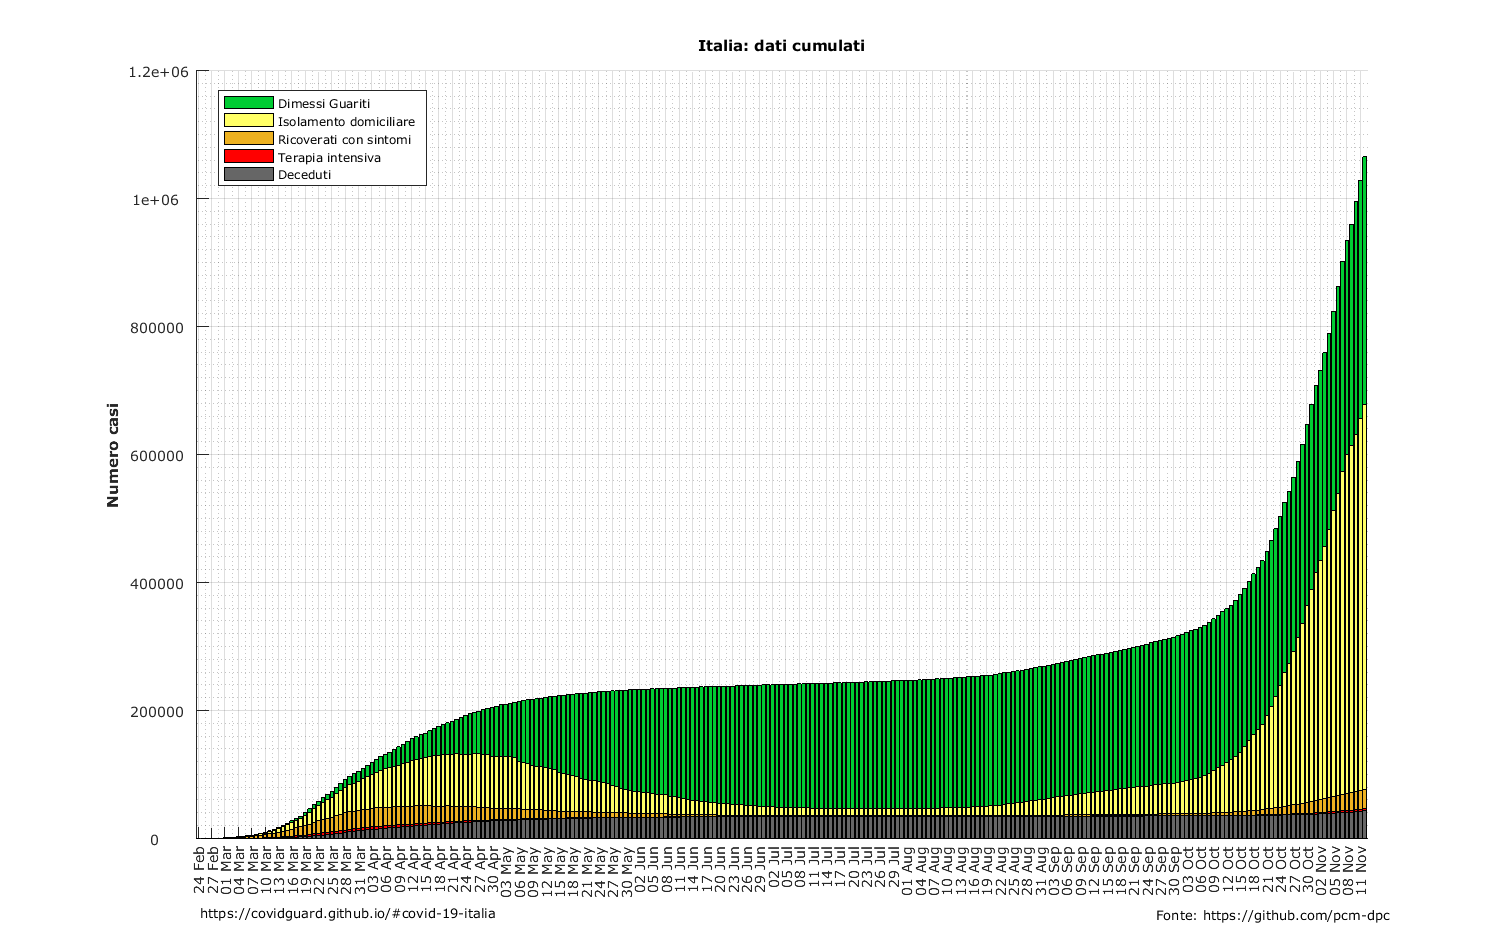 Italia: dati cumulati
1.2e+06
1e+06
800000
600000
400000
200000
0
Numero casi
Dimessi Guariti
Isolamento domiciliare
Ricoverati con sintomi
Terapia intensiva
Deceduti
24 Feb
27 Feb
01 Mar
04 Mar
07 Mar
10 Mar
13 Mar
16 Mar
19 Mar
22 Mar
25 Mar
28 Mar
31 Mar
03 Apr
06 Apr
09 Apr
12 Apr
15 Apr
18 Apr
21 Apr
24 Apr
27 Apr
30 Apr
03 May
06 May
09 May
12 May
15 May
18 May
21 May
24 May
27 May
30 May
02 Jun
05 Jun
08 Jun
11 Jun
14 Jun
17 Jun
20 Jun
23 Jun
26 Jun
29 Jun
02 Jul
05 Jul
08 Jul
11 Jul
14 Jul
17 Jul
20 Jul
23 Jul
26 Jul
29 Jul
01 Aug
04 Aug
07 Aug
10 Aug
13 Aug
16 Aug
19 Aug
22 Aug
25 Aug
28 Aug
31 Aug
03 Sep
06 Sep
09 Sep
12 Sep
15 Sep
18 Sep
21 Sep
24 Sep
27 Sep
30 Sep
03 Oct
06 Oct
09 Oct
12 Oct
15 Oct
18 Oct
21 Oct
24 Oct
27 Oct
30 Oct
02 Nov
05 Nov
08 Nov
11 Nov
https://covidguard.github.io/#covid-19-italia
Fonte: https://github.com/pcm-dpc